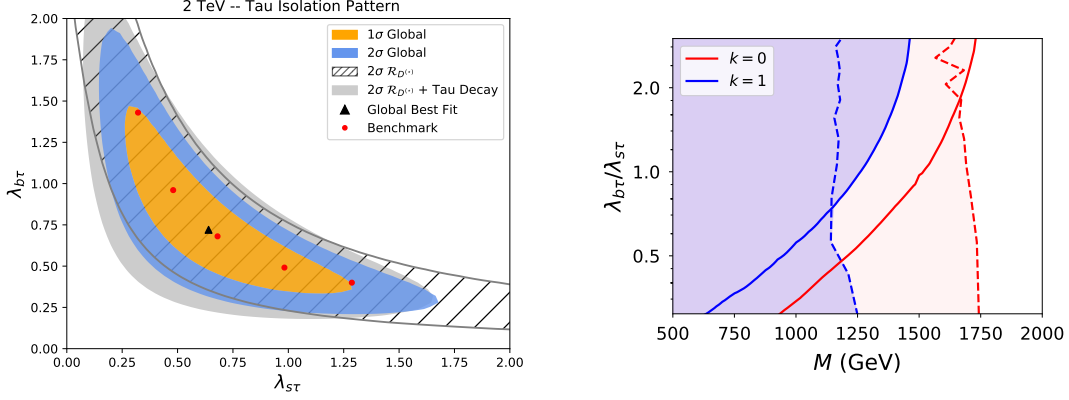 2 TeV -- Tau Isolation Pattern
2.00
1.75
1.50
1.25
1.00
0.75
0.50
0.25
0.00
λbτ
1σ Global
2σ Global
2σ R_D(*)
2σ R_D(*) + Tau Decay
Global Best Fit
Benchmark
0.00 0.25 0.50 0.75 1.00 1.25 1.50 1.75 2.00
λsτ
k = 0
k = 1
2.0
1.0
0.5
λbτ/λsτ
500 750 1000 1250 1500 1750 2000
M (GeV)